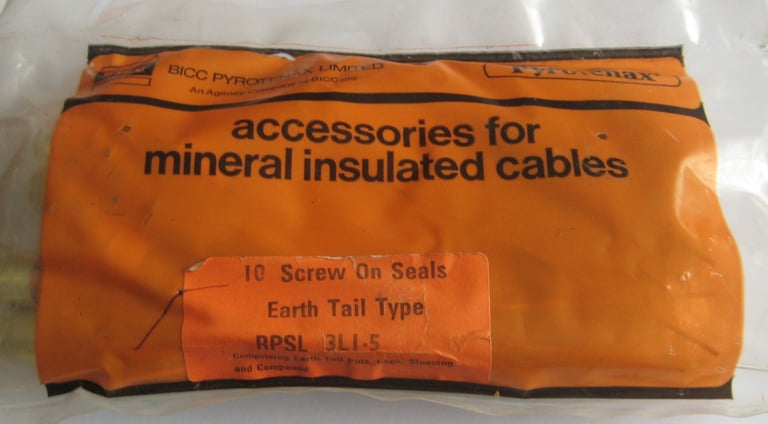 BICC PYROTENAX LIMITED
An Agency Company of BICC plc
Pyrotenax
accessories for
mineral insulated cables
10 Screw On Seals
Earth Tail Type
RPSL 3L1·5
Comprising Earth Tail Pots, Caps, Sleeving
and Compound